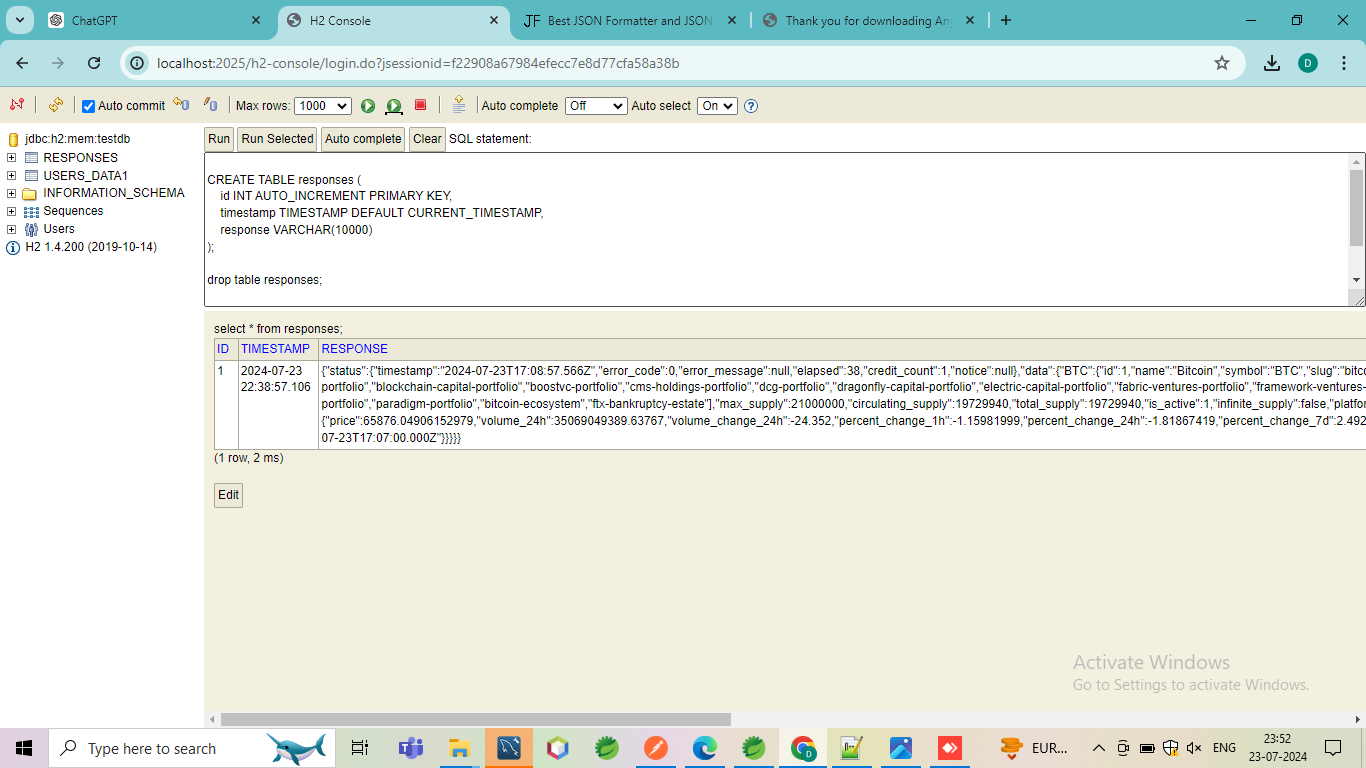 ChatGPT
H2 Console
Best JSON Formatter and JSON
Thank you for downloading Any
localhost:2025/h2-console/login.do?jsessionid=f22908a67984efecc7e8d77cfa58a38b
D
Auto commit
Max rows: 1000
Auto complete Off
Auto select On
jdbc:h2:mem:testdb
RESPONSES
USERS_DATA1
INFORMATION_SCHEMA
Sequences
Users
H2 1.4.200 (2019-10-14)
Run
Run Selected
Auto complete
Clear
SQL statement:
CREATE TABLE responses (
id INT AUTO_INCREMENT PRIMARY KEY,
timestamp TIMESTAMP DEFAULT CURRENT_TIMESTAMP,
response VARCHAR(10000)
);
drop table responses;
select * from responses;
ID TIMESTAMP RESPONSE
1
2024-07-23
22:38:57.106
{"status":{"timestamp":"2024-07-23T17:08:57.566Z","error_code":0,"error_message":null,"elapsed":38,"credit_count":1,"notice":null},"data":{"BTC":{"id":1,"name":"Bitcoin","symbol":"BTC","slug":"bitco
portfolio","blockchain-capital-portfolio","boostvc-portfolio","cms-holdings-portfolio","dcg-portfolio","dragonfly-capital-portfolio","electric-capital-portfolio","fabric-ventures-portfolio","framework-ventures-
portfolio","paradigm-portfolio","bitcoin-ecosystem","ftx-bankruptcy-estate"],"max_supply":21000000,"circulating_supply":19729940,"total_supply":19729940,"is_active":1,"infinite_supply":false,"platfor
{"price":65876.04906152979,"volume_24h":35069049389.63767,"volume_change_24h":-24.352,"percent_change_1h":-1.15981999,"percent_change_24h":-1.81867419,"percent_change_7d":2.492
07-23T17:07:00.000Z"}}}}}
(1 row, 2 ms)
Edit
Activate Windows
Go to Settings to activate Windows.
Type here to search
EUR...
ENG
23:52
23-07-2024